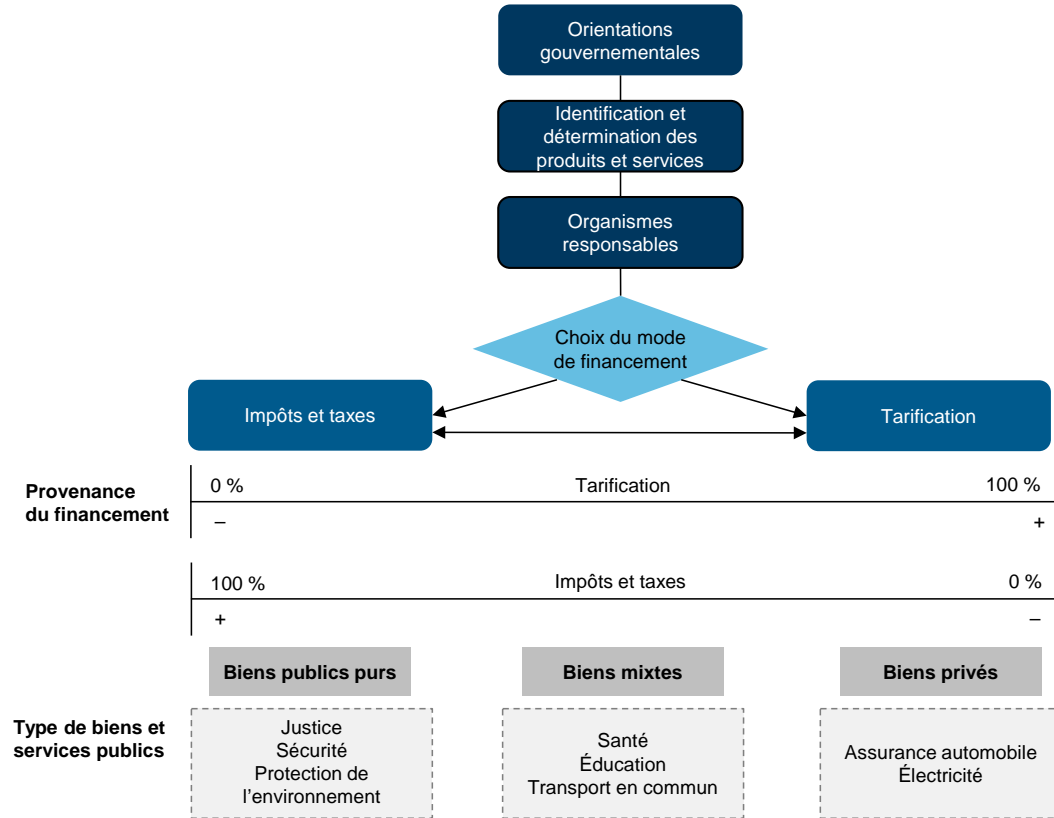 Orientations
gouvernementales
Identification et
détermination des
produits et services
Organismes
responsables
Choix du mode
de financement
Impôts et taxes
Tarification
Provenance
du financement
0 %
Tarification
100 %
–
+
100 %
Impôts et taxes
0 %
+
–
Biens publics purs
Biens mixtes
Biens privés
Type de biens et
services publics
Justice
Sécurité
Protection de
l'environnement
Santé
Éducation
Transport en commun
Assurance automobile
Électricité